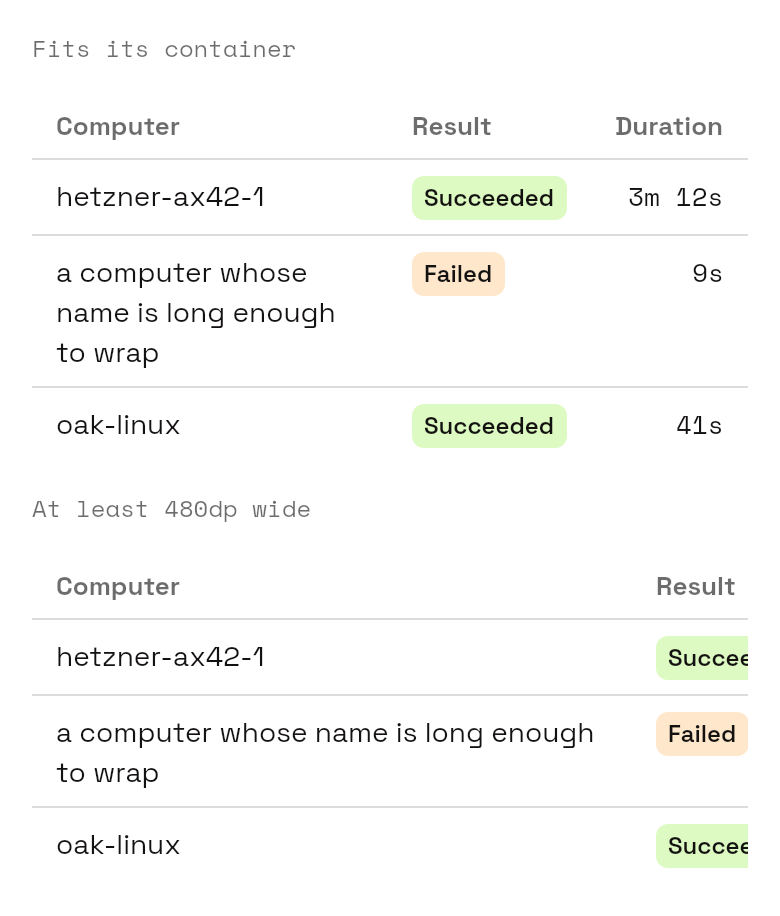 Fits its container
Computer Result Duration
hetzner-ax42-1 Succeeded 3m 12s
a computer whose Failed 9s
name is long enough
to wrap
oak-linux Succeeded 41s
At least 480dp wide
Computer Result
hetzner-ax42-1 Succee
a computer whose name is long enough Failed
to wrap
oak-linux Succee